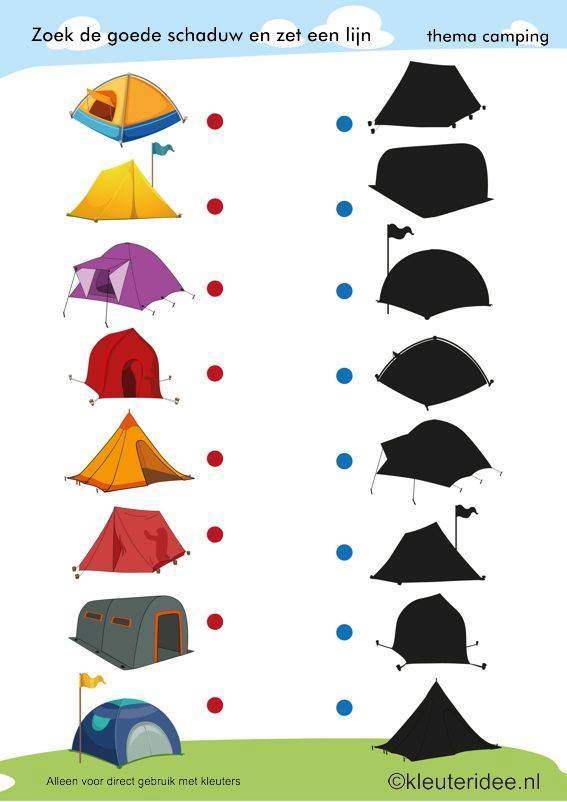 Zoek de goede schaduw en zet een lijn thema camping
Alleen voor direct gebruik met kleuters
©kleuteridee.nl